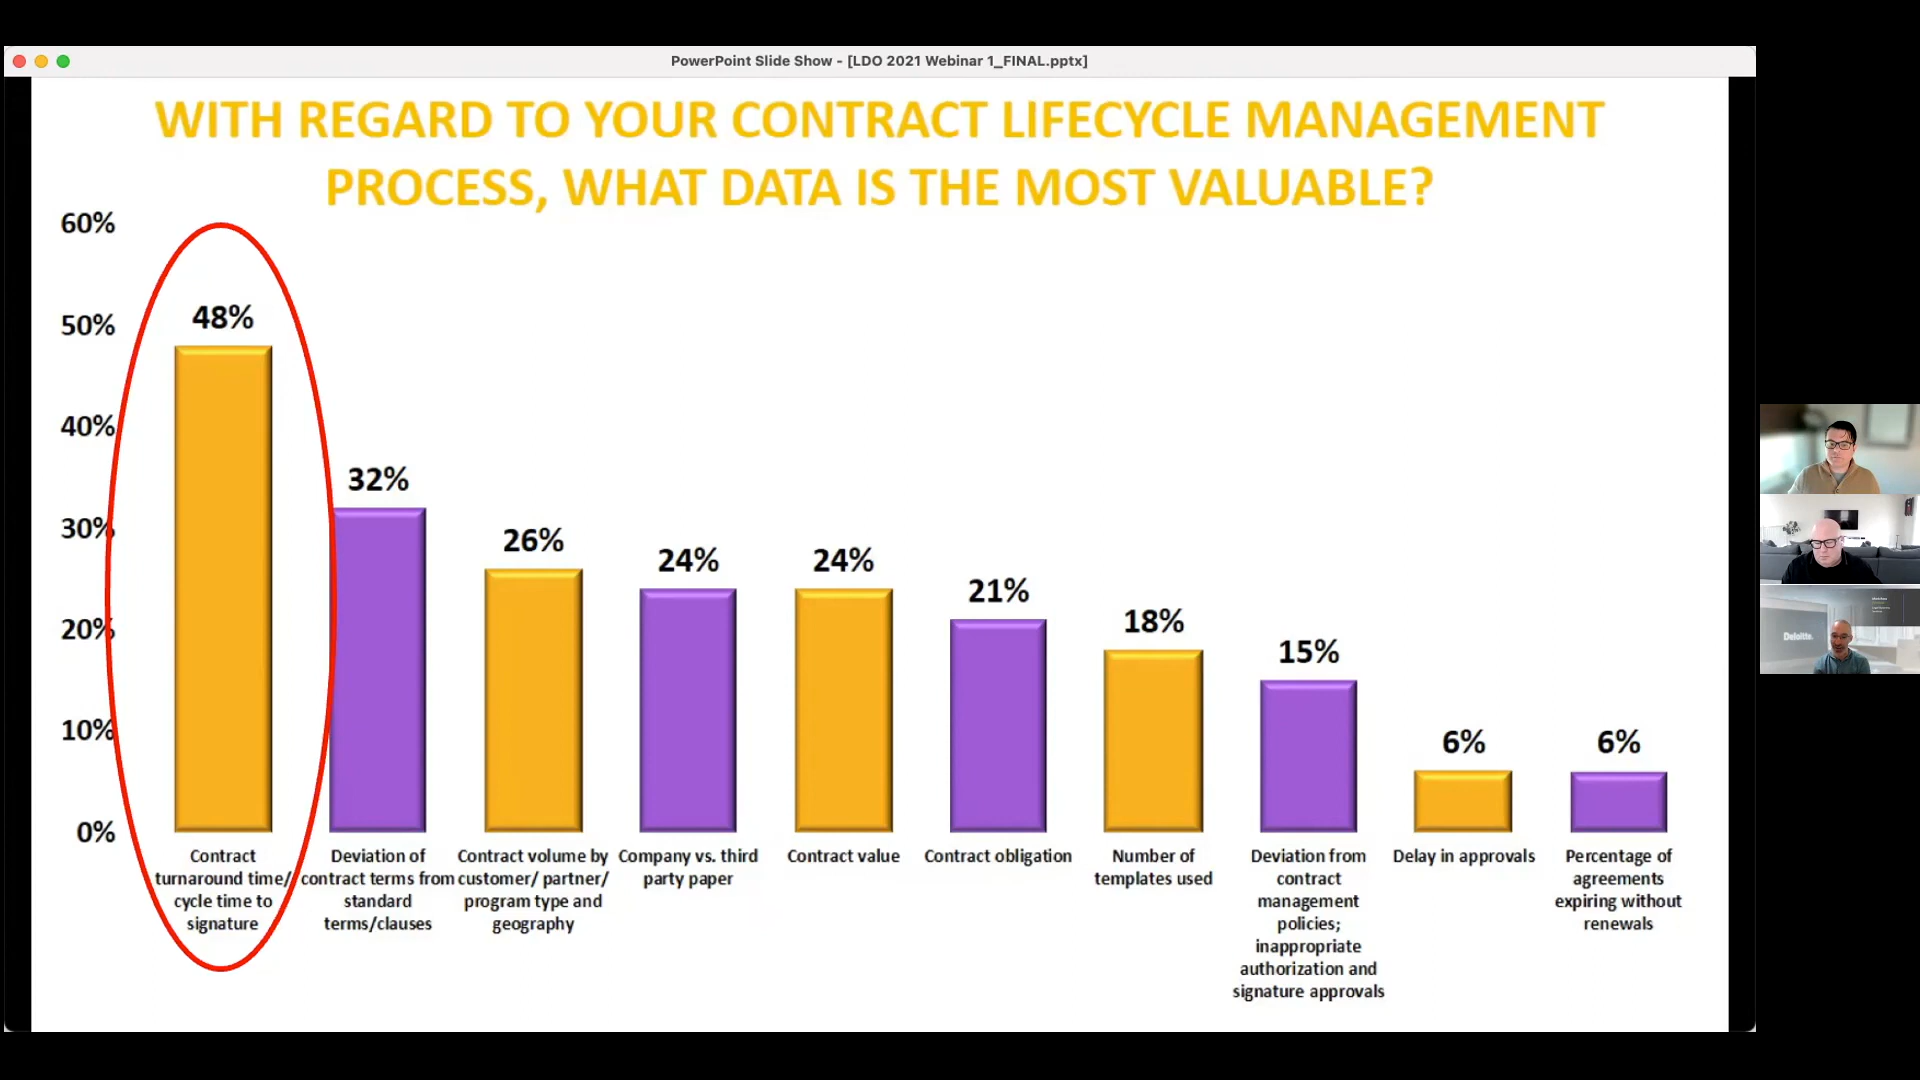 PowerPoint Slide Show - [LDO 2021 Webinar 1_FINAL.pptx]
WITH REGARD TO YOUR CONTRACT LIFECYCLE MANAGEMENT
PROCESS, WHAT DATA IS THE MOST VALUABLE?
60%
50%
40%
30%
20%
10%
0%
48%
32%
26%
24%
24%
21%
18%
15%
6%
6%
Contract
turnaround time/
cycle time to
signature
Deviation of
contract terms from
standard
terms/clauses
Contract volume by
customer/ partner/
program type and
geography
Company vs. third
party paper
Contract value
Contract obligation
Number of
templates used
Deviation from
contract
management
policies;
inappropriate
authorization and
signature approvals
Delay in approvals
Percentage of
agreements
expiring without
renewals
Deloitte.